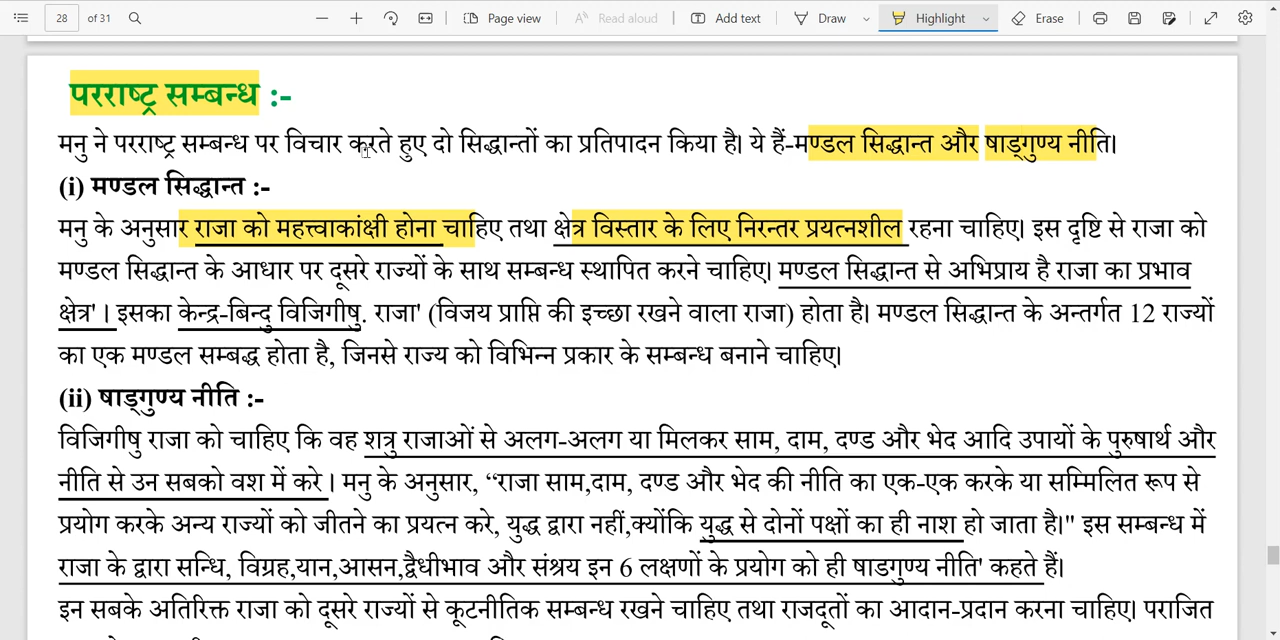 28 of 31 Page view Read aloud Add text Draw Highlight Erase
परराष्ट्र सम्बन्ध :-
मनु ने परराष्ट्र सम्बन्ध पर विचार करते हुए दो सिद्धान्तों का प्रतिपादन किया है। ये हैं-मण्डल सिद्धान्त और षाड्गुण्य नीति।
(i) मण्डल सिद्धान्त :-
मनु के अनुसार राजा को महत्त्वाकांक्षी होना चाहिए तथा क्षेत्र विस्तार के लिए निरन्तर प्रयत्नशील रहना चाहिए। इस दृष्टि से राजा को
मण्डल सिद्धान्त के आधार पर दूसरे राज्यों के साथ सम्बन्ध स्थापित करने चाहिए। मण्डल सिद्धान्त से अभिप्राय है राजा का प्रभाव
क्षेत्र'। इसका केन्द्र-बिन्दु विजिगीषु. राजा' (विजय प्राप्ति की इच्छा रखने वाला राजा) होता है। मण्डल सिद्धान्त के अन्तर्गत 12 राज्यों
का एक मण्डल सम्बद्ध होता है, जिनसे राज्य को विभिन्न प्रकार के सम्बन्ध बनाने चाहिए।
(ii) षाड्गुण्य नीति :-
विजिगीषु राजा को चाहिए कि वह शत्रु राजाओं से अलग-अलग या मिलकर साम, दाम, दण्ड और भेद आदि उपायों के पुरुषार्थ और
नीति से उन सबको वश में करे। मनु के अनुसार, “राजा साम,दाम, दण्ड और भेद की नीति का एक-एक करके या सम्मिलित रूप से
प्रयोग करके अन्य राज्यों को जीतने का प्रयत्न करे, युद्ध द्वारा नहीं,क्योंकि युद्ध से दोनों पक्षों का ही नाश हो जाता है।" इस सम्बन्ध में
राजा के द्वारा सन्धि, विग्रह,यान,आसन,द्वैधीभाव और संश्रय इन 6 लक्षणों के प्रयोग को ही षाडगुण्य नीति' कहते हैं।
इन सबके अतिरिक्त राजा को दूसरे राज्यों से कूटनीतिक सम्बन्ध रखने चाहिए तथा राजदूतों का आदान-प्रदान करना चाहिए। पराजित